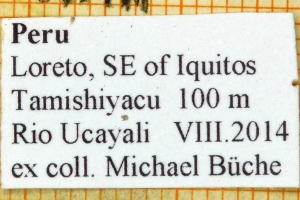 Peru
Loreto, SE of Iquitos
Tamishiyacu 100 m
Rio Ucayali VIII.2014
ex coll. Michael Büche